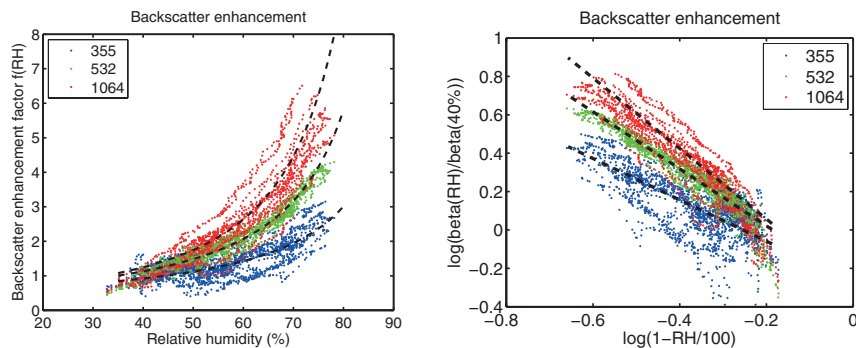 Backscatter enhancement
Backscatter enhancement factor f(RH)
8
7
6
5
4
3
2
1
0
355
532
1064
20 30 40 50 60 70 80 90
Relative humidity (%)
Backscatter enhancement
log(beta(RH)/beta(40%))
1
0.8
0.6
0.4
0.2
0
−0.2
−0.4
355
532
1064
−0.8 −0.6 −0.4 −0.2 0
log(1−RH/100)